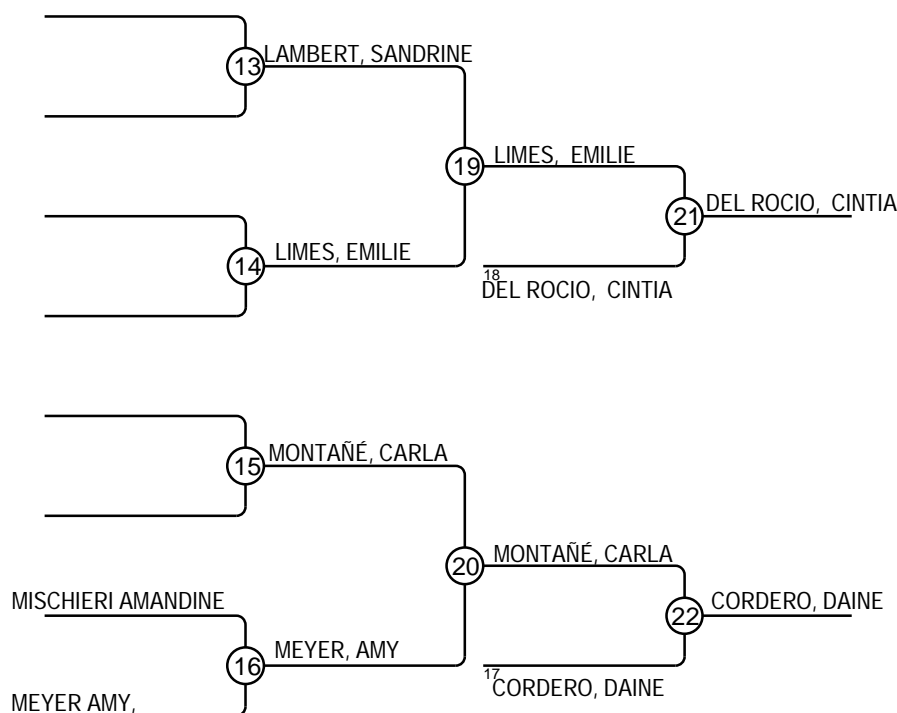 13 LAMBERT, SANDRINE
19 LIMES, EMILIE
21 DEL ROCIO, CINTIA
14 LIMES, EMILIE
18
DEL ROCIO, CINTIA
15 MONTAÑÉ, CARLA
20 MONTAÑÉ, CARLA
MISCHIERI AMANDINE
22 CORDERO, DAINE
16 MEYER, AMY
17
CORDERO, DAINE
MEYER AMY,